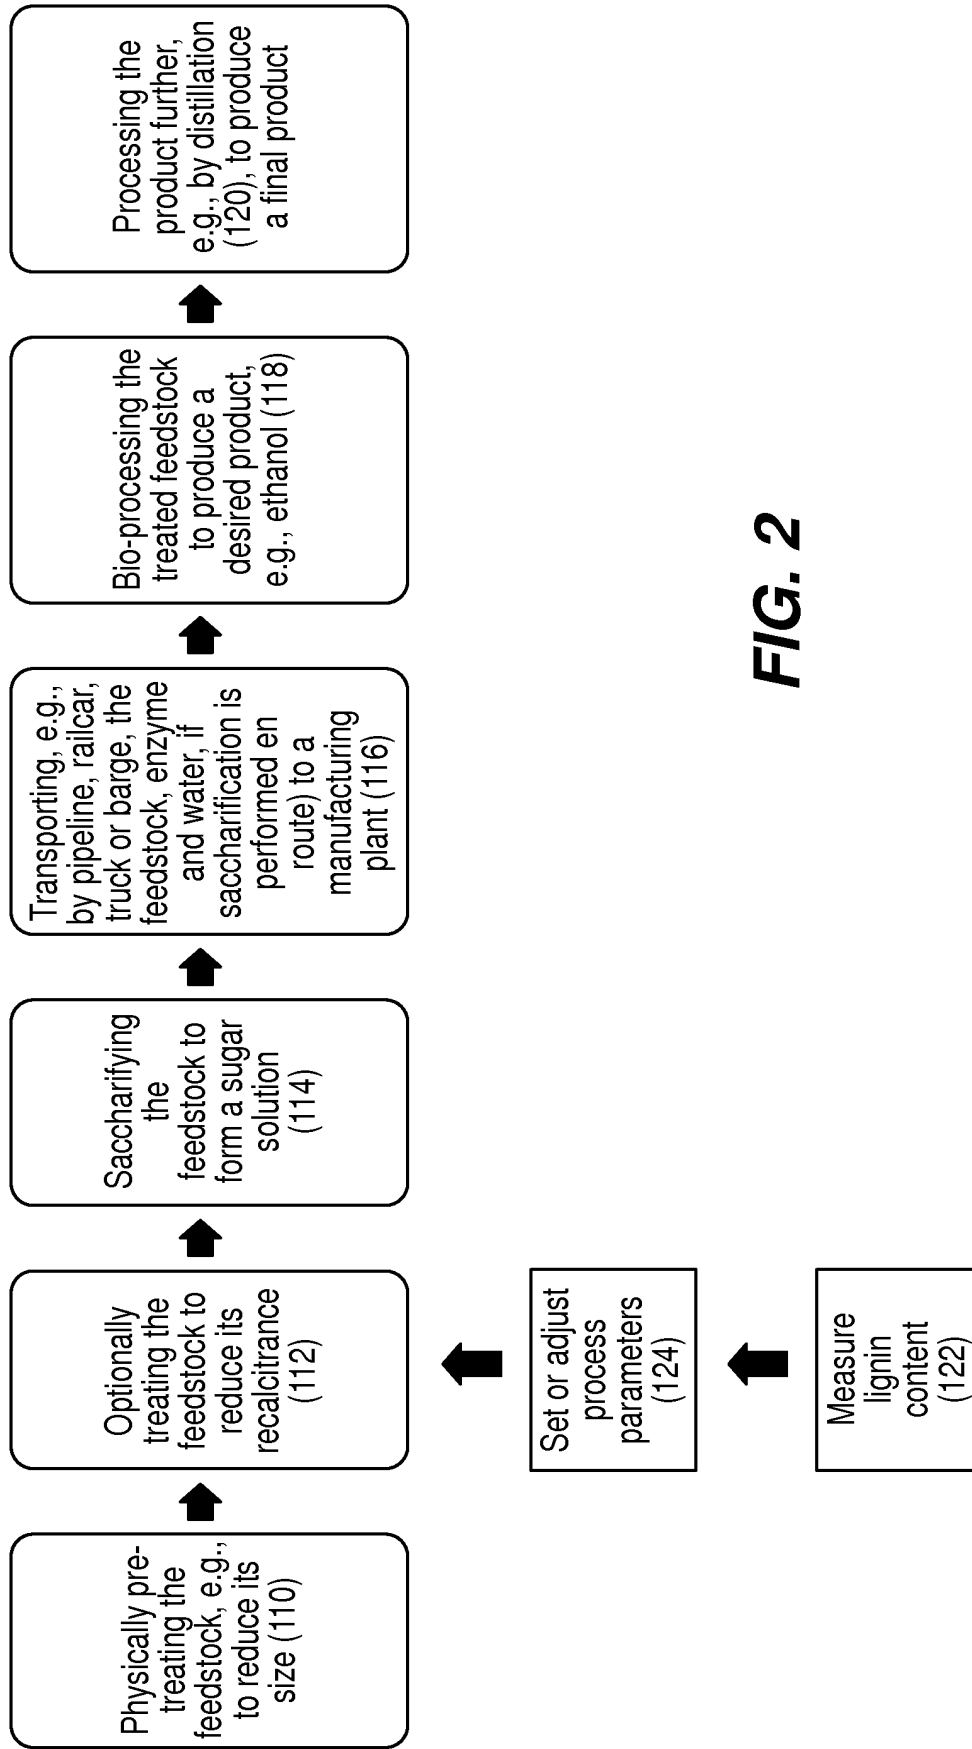 Physically pre-
treating the
feedstock, e.g.,
to reduce its
size (110)
Optionally
treating the
feedstock to
reduce its
recalcitrance
(112)
Saccharifying
the
feedstock to
form a sugar
solution
(114)
Transporting, e.g.,
by pipeline, railcar,
truck or barge, the
feedstock, enzyme
and water, if
saccharification is
performed en
route) to a
manufacturing
plant (116)
Bio-processing the
treated feedstock
to produce a
desired product,
e.g., ethanol (118)
Processing the
product further,
e.g., by distillation
(120), to produce
a final product
Set or adjust
process
parameters
(124)
Measure
lignin
content
(122)
FIG. 2